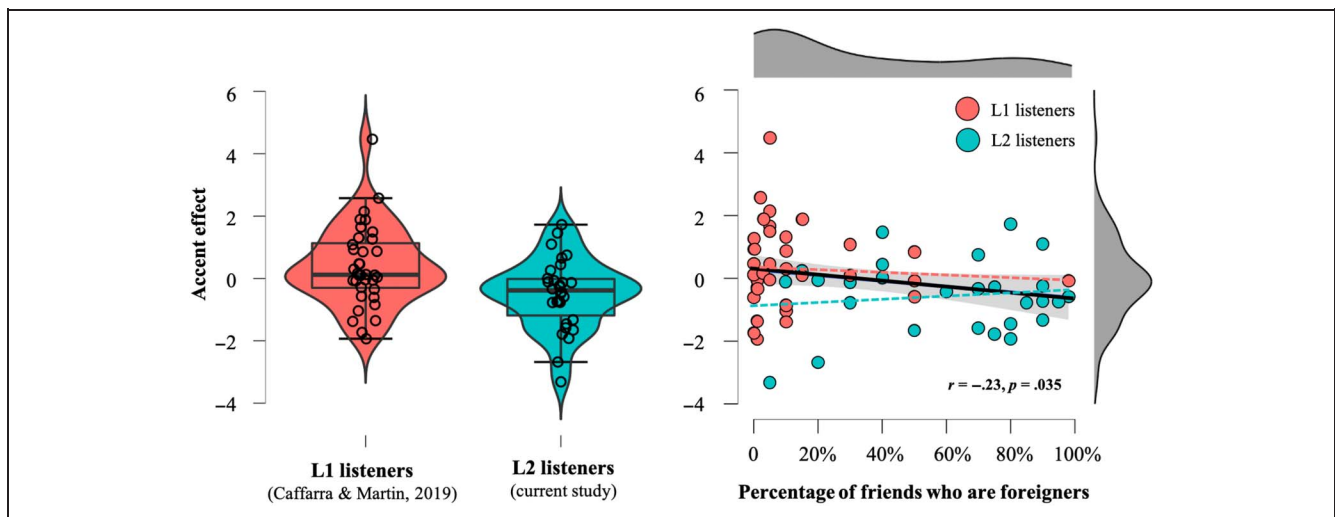 Accent effect
6
4
2
0
−2
−4
L1 listeners
(Caffarra & Martin, 2019)
L2 listeners
(current study)
6
4
2
0
−2
−4
L1 listeners
L2 listeners
r = −.23, p = .035
0 20% 40% 60% 80% 100%
Percentage of friends who are foreigners